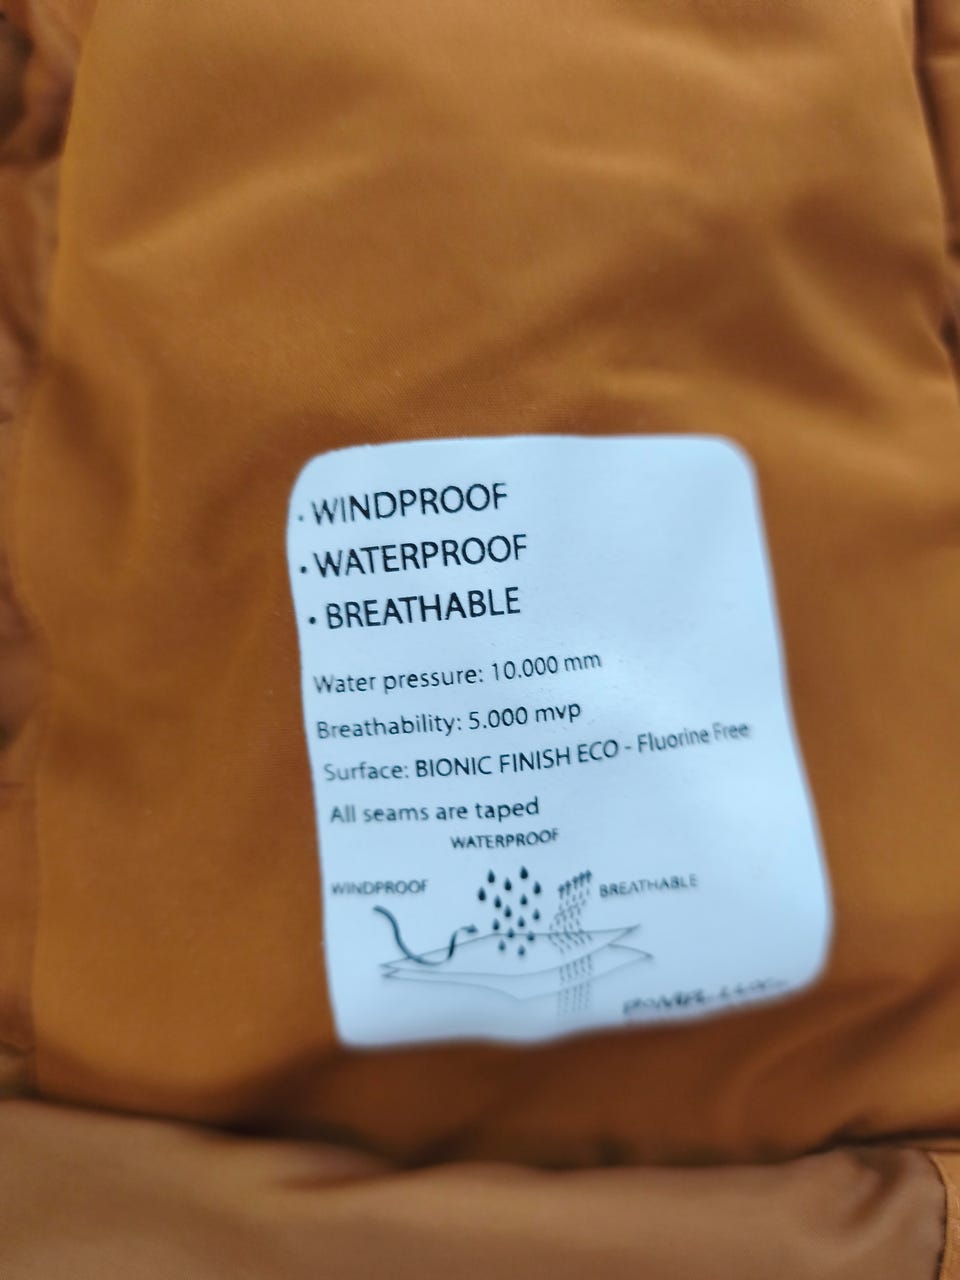 · WINDPROOF
· WATERPROOF
· BREATHABLE
Water pressure: 10.000 mm
Breathability: 5.000 mvp
Surface: BIONIC FINISH ECO - Fluorine Free
All seams are taped
WATERPROOF
WINDPROOF
BREATHABLE